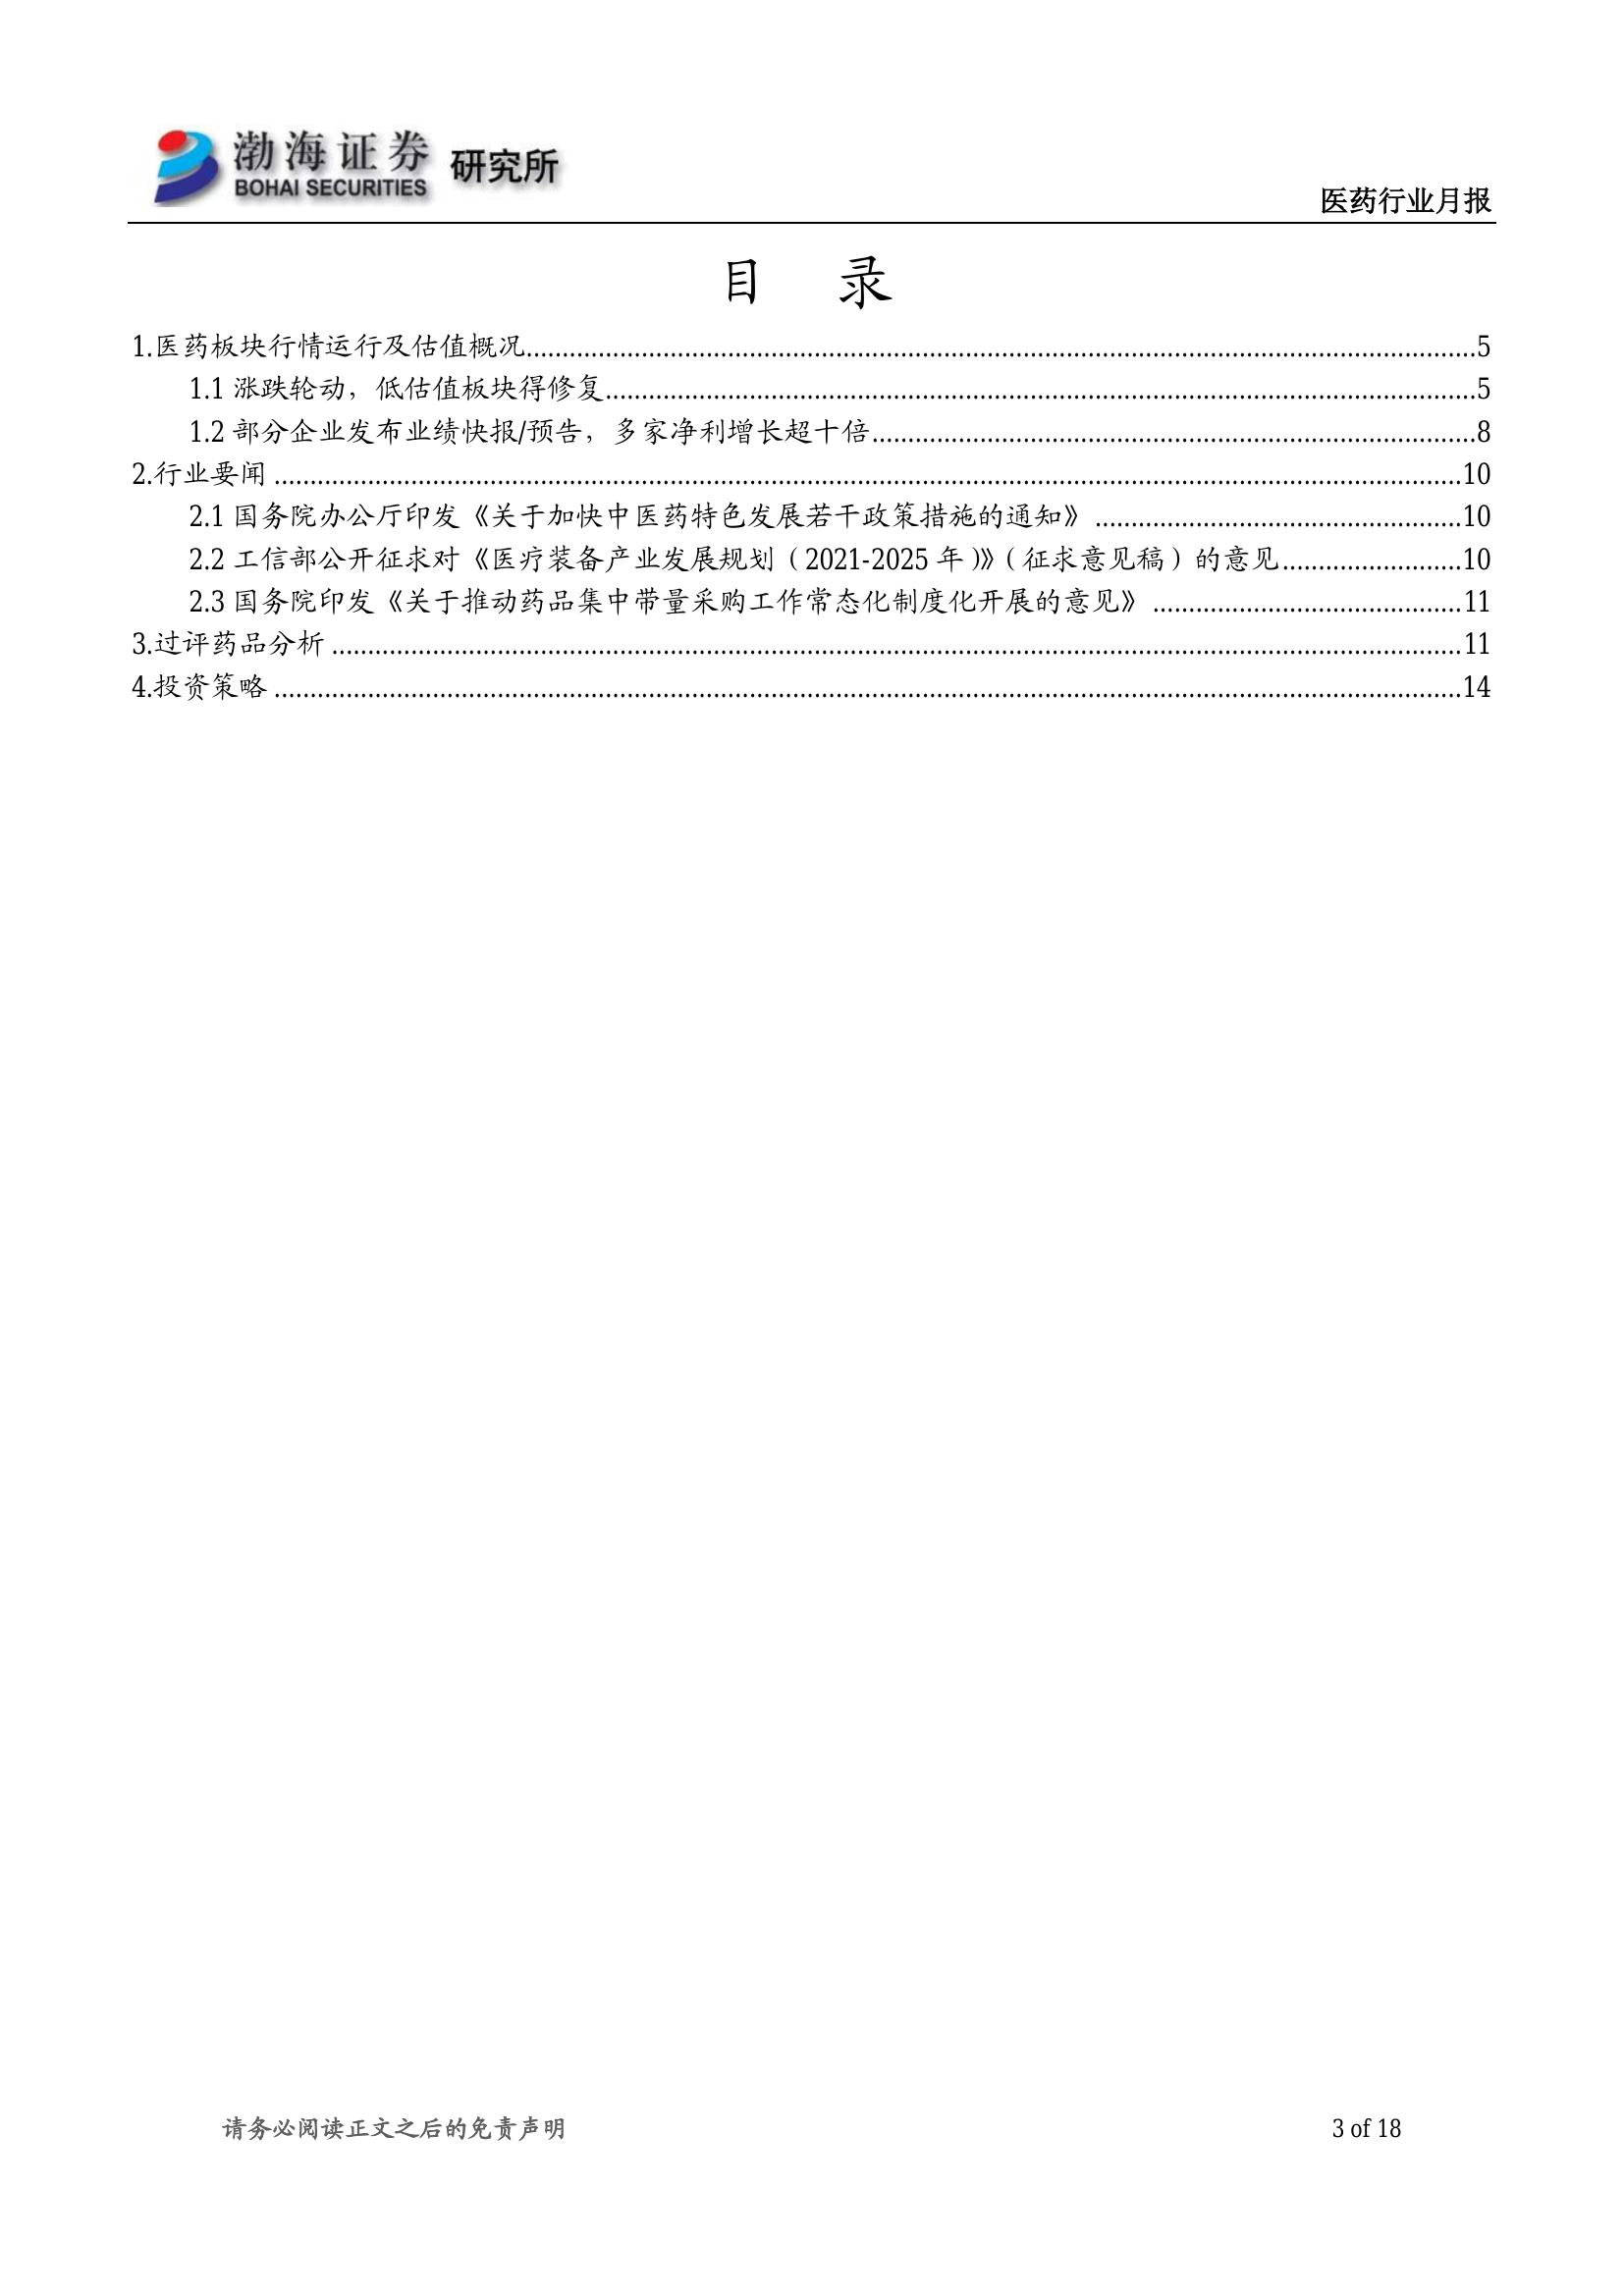 渤海证券 研究所
BOHAI SECURITIES
医药行业月报
目 录
1.医药板块行情运行及估值概况........................................5
1.1 涨跌轮动，低估值板块得修复........................................5
1.2 部分企业发布业绩快报/预告，多家净利增长超十倍........................................8
2.行业要闻........................................10
2.1 国务院办公厅印发《关于加快中医药特色发展若干政策措施的通知》........................................10
2.2 工信部公开征求对《医疗装备产业发展规划（2021-2025 年）》（征求意见稿）的意见........................................10
2.3 国务院印发《关于推动药品集中带量采购工作常态化制度化开展的意见》........................................11
3.过评药品分析........................................11
4.投资策略........................................14
请务必阅读正文之后的免责声明 3 of 18